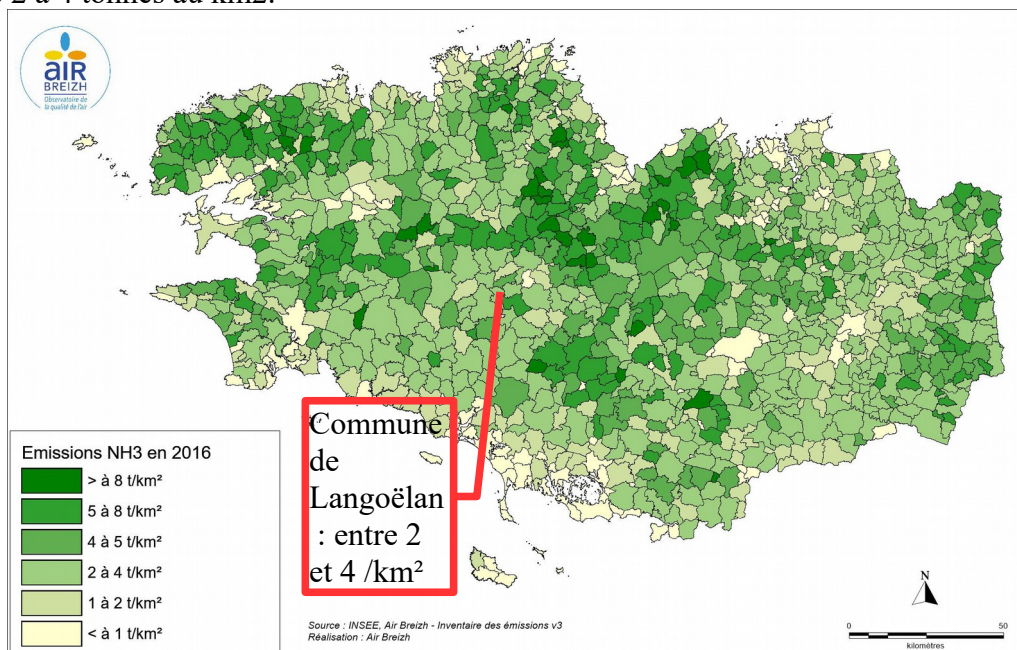 2 à 4 tonnes au km2.
aiR
BREIZH
Observatoire de
la qualité de l'air
Commune
de
Langoëlan
: entre 2
et 4 /km²
Emissions NH3 en 2016
> à 8 t/km²
5 à 8 t/km²
4 à 5 t/km²
2 à 4 t/km²
1 à 2 t/km²
< à 1 t/km²
Source : INSEE, Air Breizh - Inventaire des émissions v3
Réalisation : Air Breizh
N
0 50
kilomètres